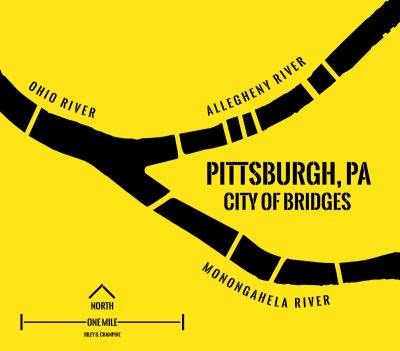 OHIO RIVER
ALLEGHENY RIVER
PITTSBURGH, PA
CITY OF BRIDGES
MONONGAHELA RIVER
NORTH
ONE MILE
RILEY D. CHAMPINE